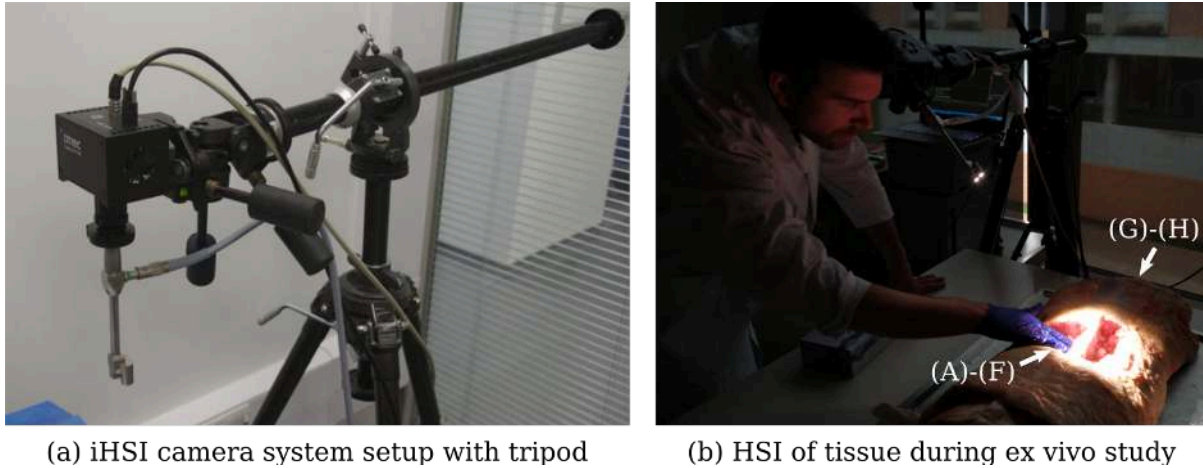 (G)-(H)
(A)-(F)
(a) iHSI camera system setup with tripod
(b) HSI of tissue during ex vivo study